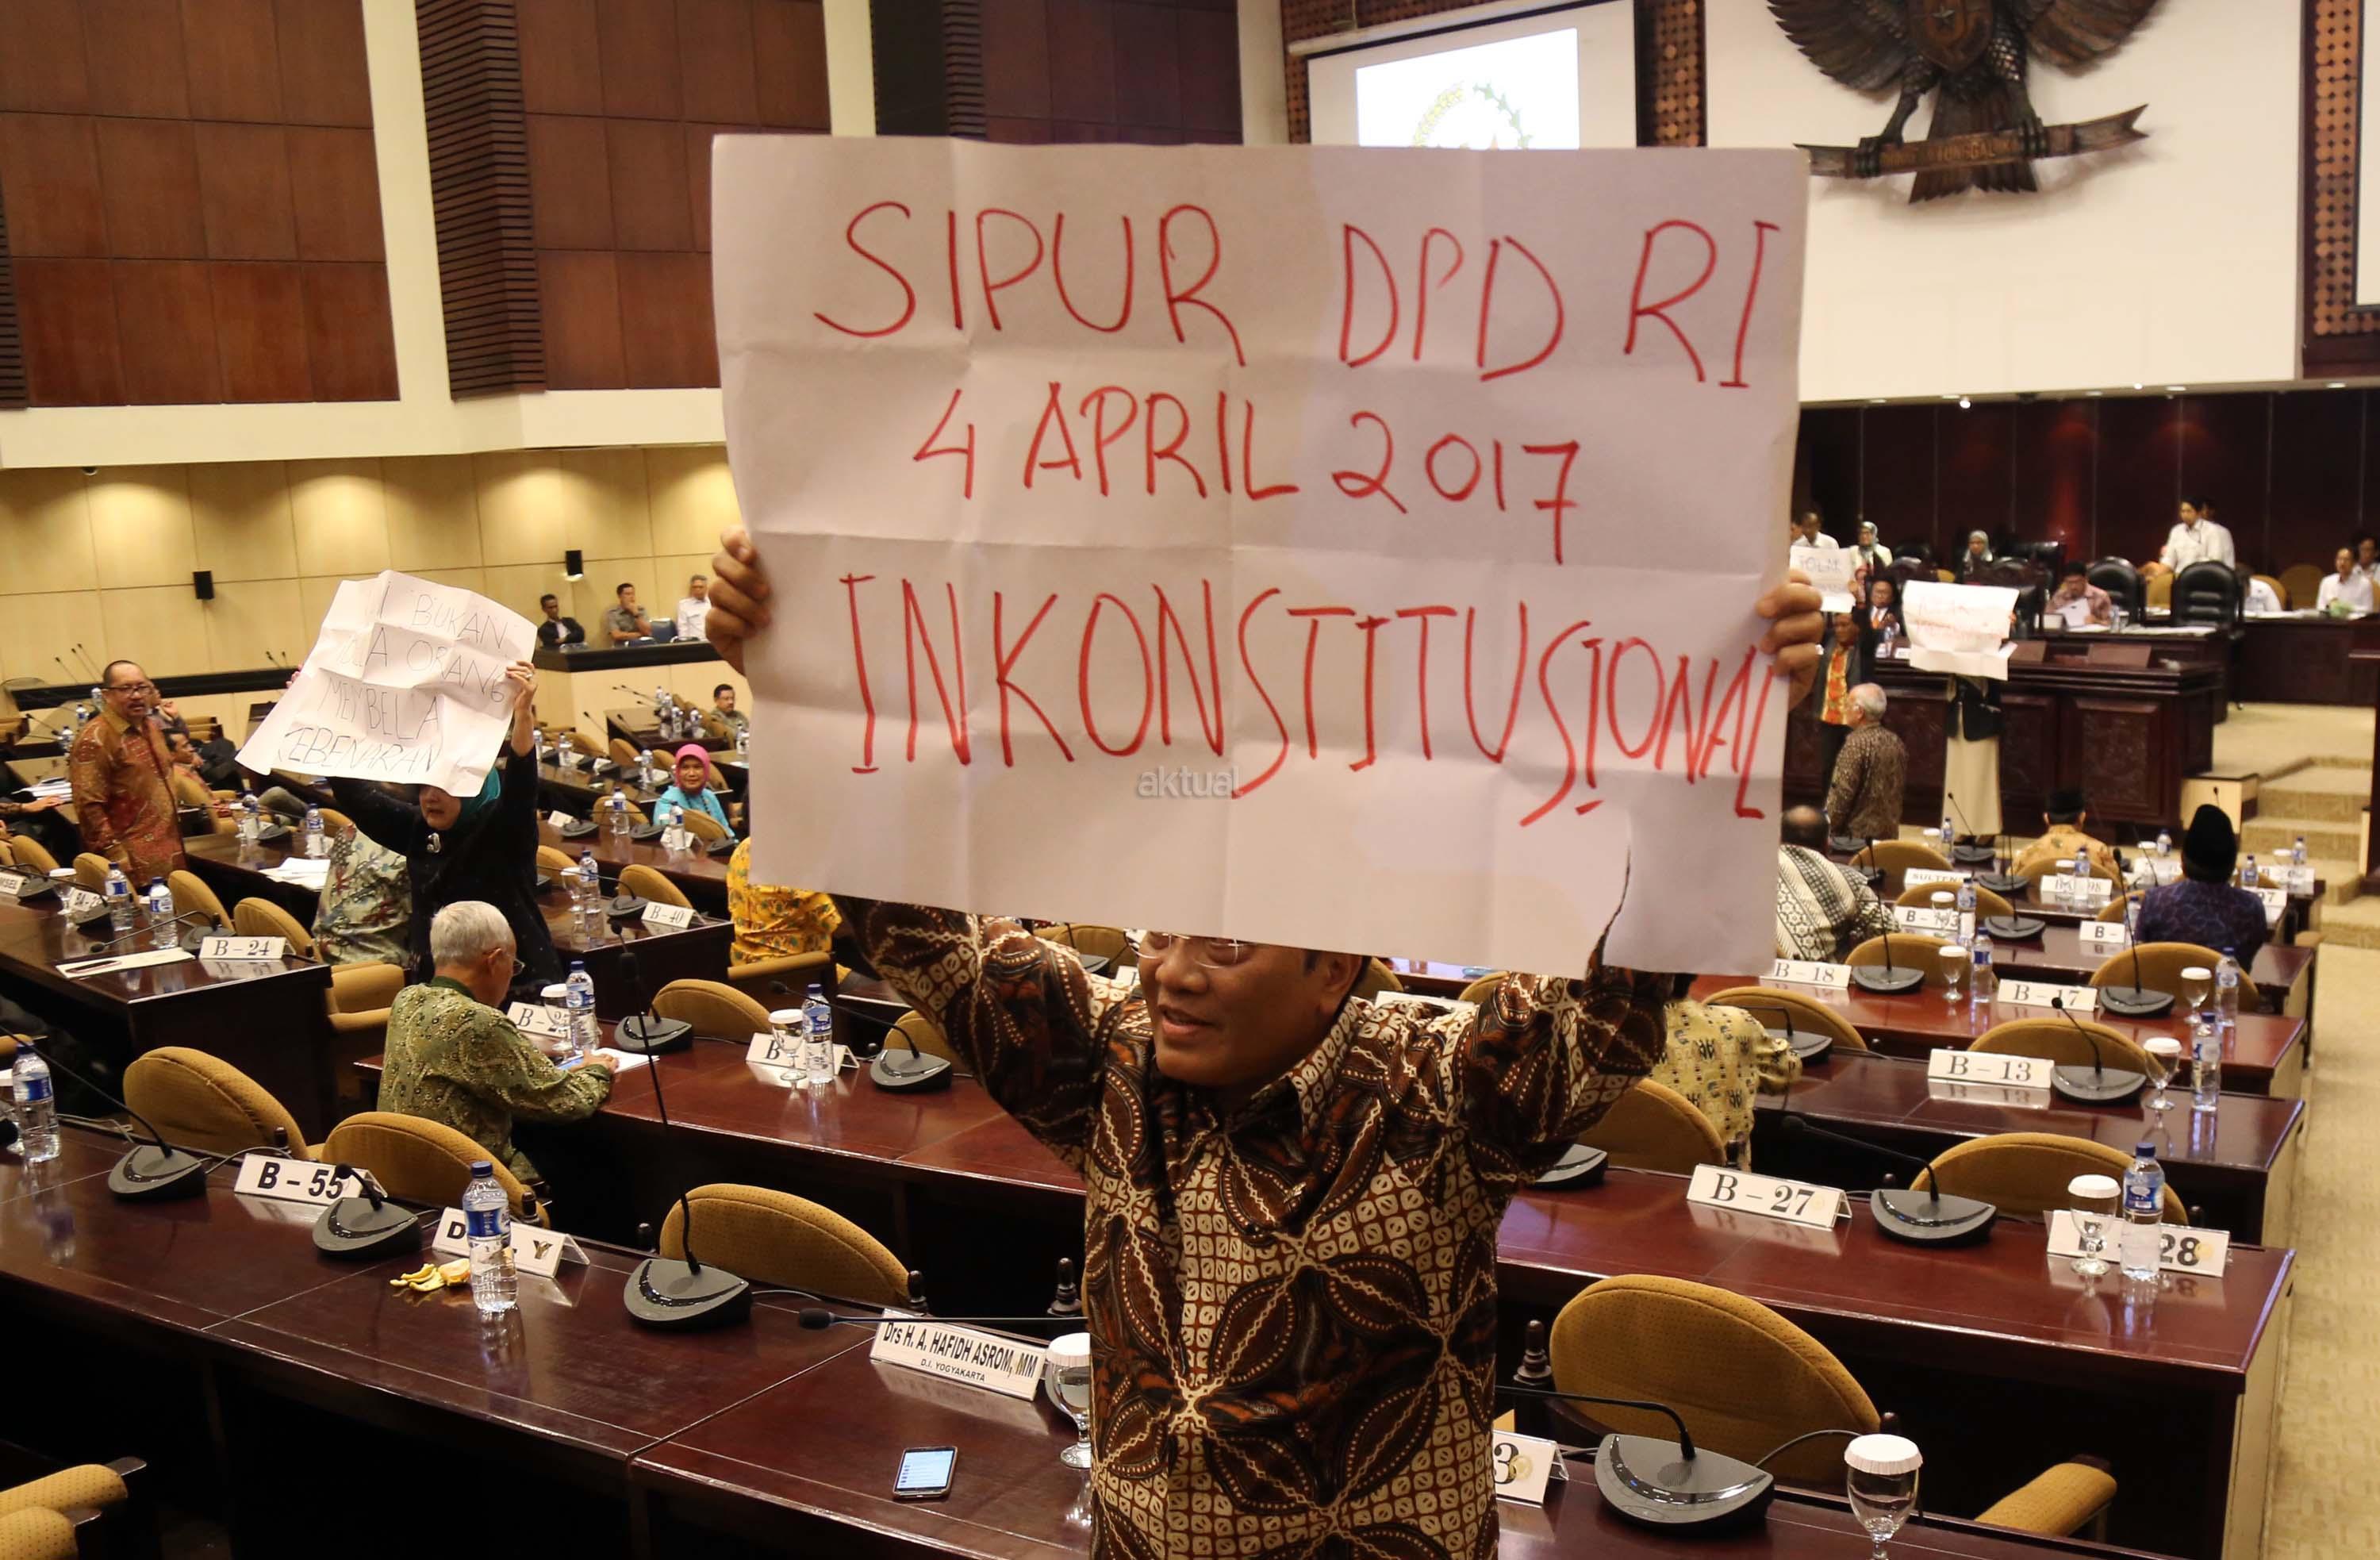 SIPUR DPD RI
4 APRIL 2017
INKONSTITUSIONAL
aktual
BUKAN
ORANG
MEMBELA
KEBENARAN
B - 24
B - 40
B - 55
B - 18
B - 17
B - 13
B - 27
28
Drs H. A. HAFIDH ASROM, MM
D.I. YOGYAKARTA